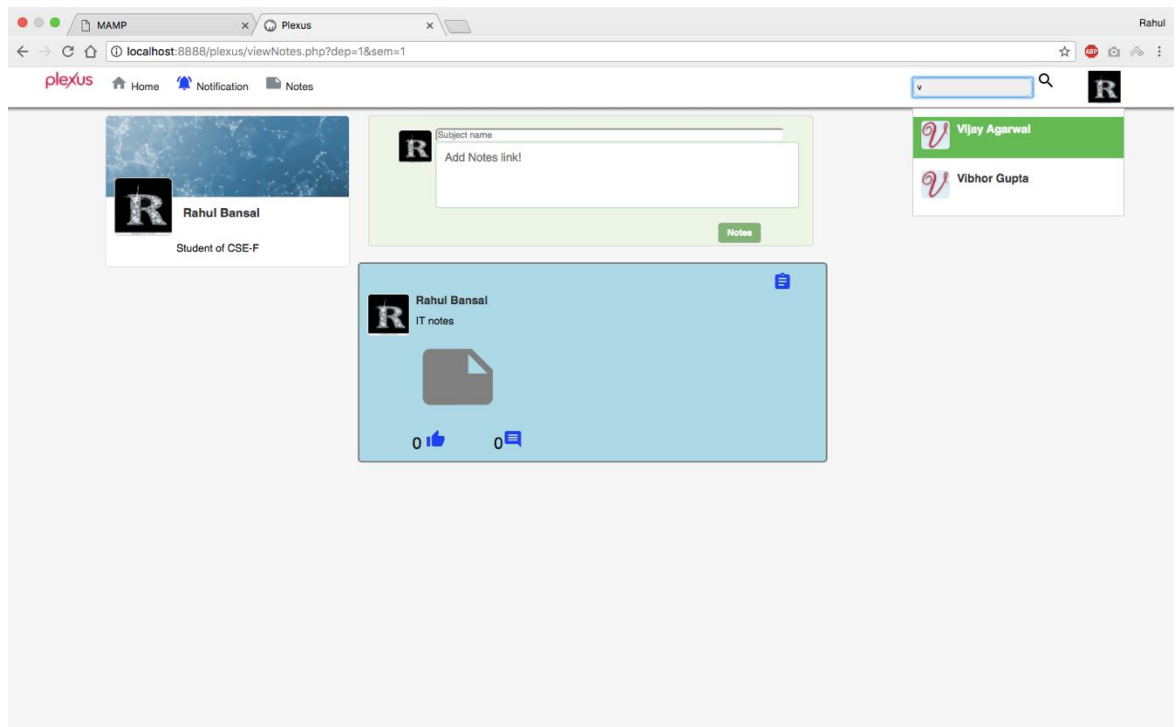 MAMP
Plexus
Rahul
localhost:8888/plexus/viewNotes.php?dep=1&sem=1
ABP
plexus
Home
Notification
Notes
v
R
Vijay Agarwal
Vibhor Gupta
R
Rahul Bansal
Student of CSE-F
R
Subject name
Add Notes link!
Notes
R
Rahul Bansal
IT notes
0
0